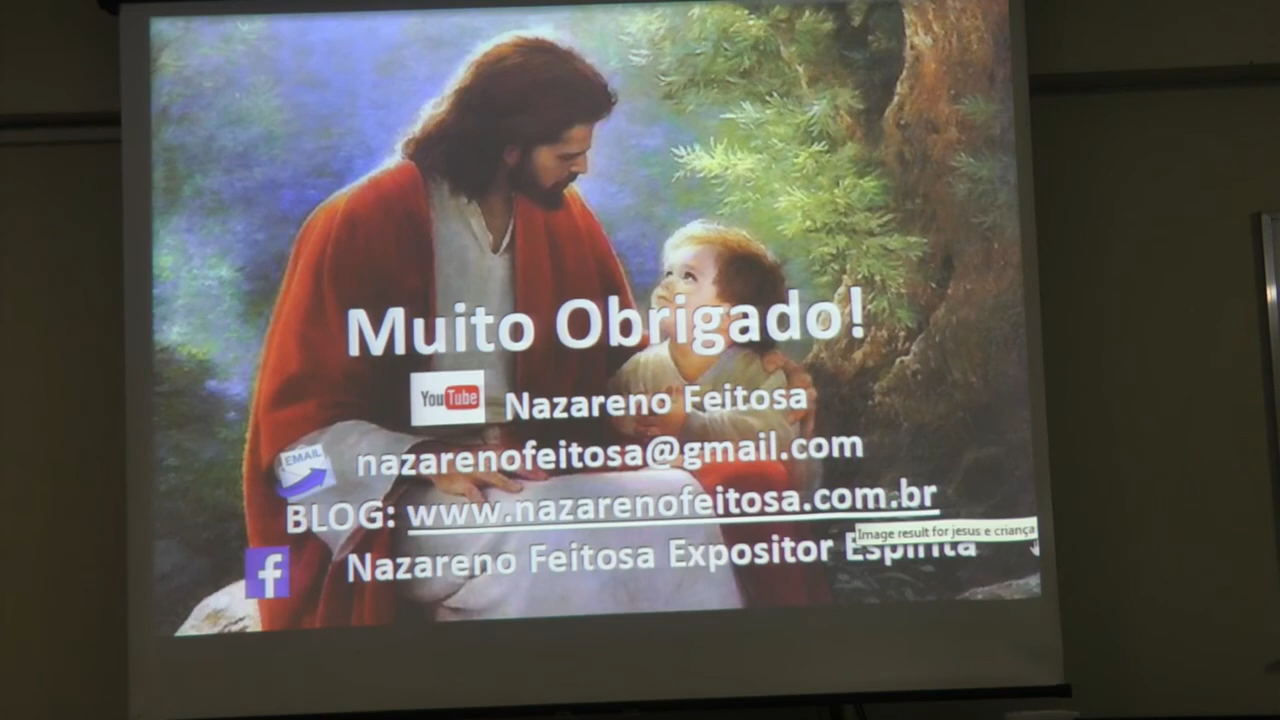 Muito Obrigado!
YouTube Nazareno Feitosa
EMAIL nazarenofeitosa@gmail.com
BLOG: www.nazarenofeitosa.com.br
Image result for jesus e criança
f Nazareno Feitosa Expositor Espírita